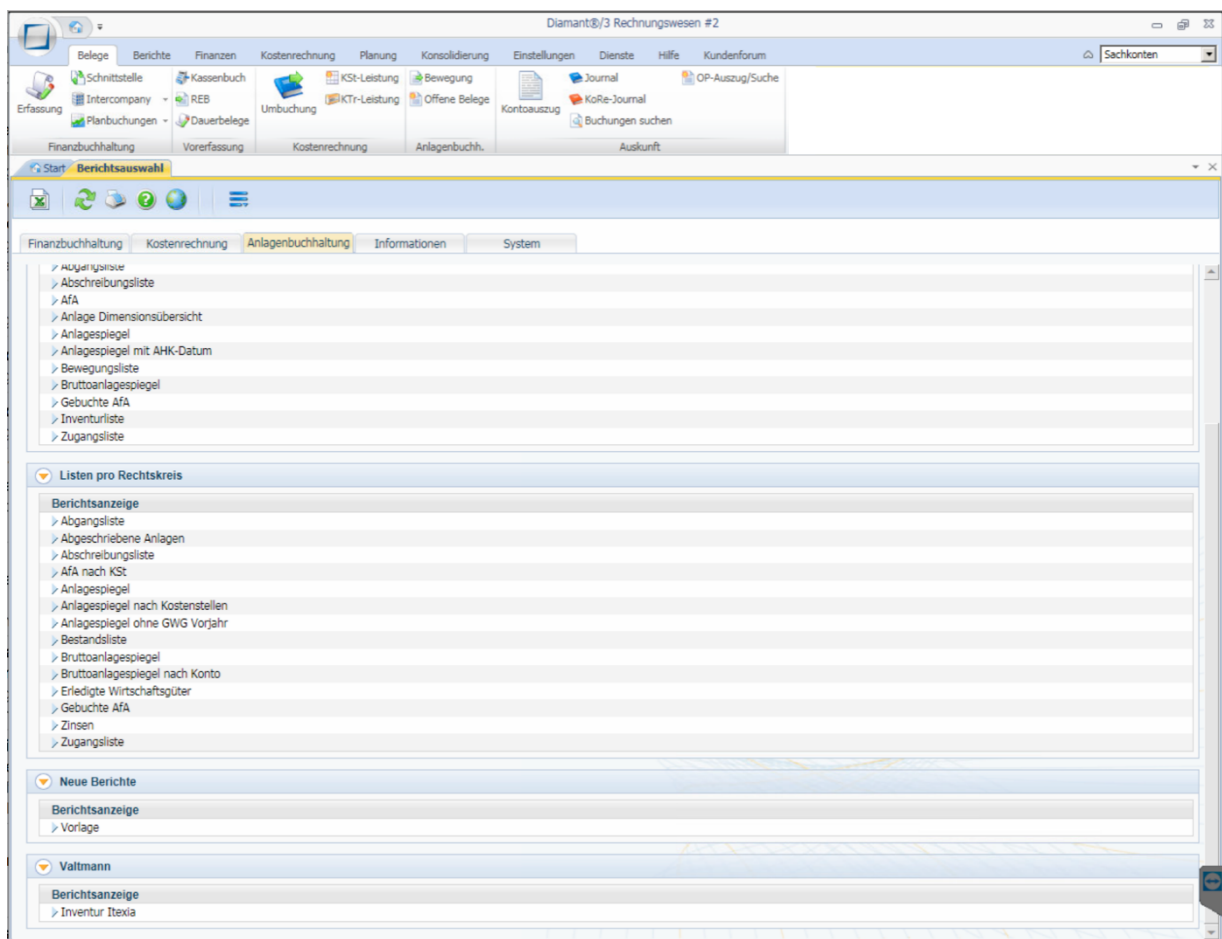 Diamant®/3 Rechnungswesen #2
Belege Berichte Finanzen Kostenrechnung Planung Konsolidierung Einstellungen Dienste Hilfe Kundenforum Sachkonten
Schnittstelle Kassenbuch KSt-Leistung Bewegung Journal OP-Auszug/Suche
Erfassung Intercompany REB Umbuchung KTr-Leistung Offene Belege Kontoauszug KoRe-Journal
Planbuchungen Dauerbelege Buchungen suchen
Finanzbuchhaltung Vorerfassung Kostenrechnung Anlagenbuchh. Auskunft
Start Berichtsauswahl
Finanzbuchhaltung Kostenrechnung Anlagenbuchhaltung Informationen System
Abgangsliste
Abschreibungsliste
AfA
Anlage Dimensionsübersicht
Anlagespiegel
Anlagespiegel mit AHK-Datum
Bewegungsliste
Bruttoanlagespiegel
Gebuchte AfA
Inventurliste
Zugangsliste
Listen pro Rechtskreis
Berichtsanzeige
Abgangsliste
Abgeschriebene Anlagen
Abschreibungsliste
AfA nach KSt
Anlagespiegel
Anlagespiegel nach Kostenstellen
Anlagespiegel ohne GWG Vorjahr
Bestandsliste
Bruttoanlagespiegel
Bruttoanlagespiegel nach Konto
Erledigte Wirtschaftsgüter
Gebuchte AfA
Zinsen
Zugangsliste
Neue Berichte
Berichtsanzeige
Vorlage
Valtmann
Berichtsanzeige
Inventur Itexia